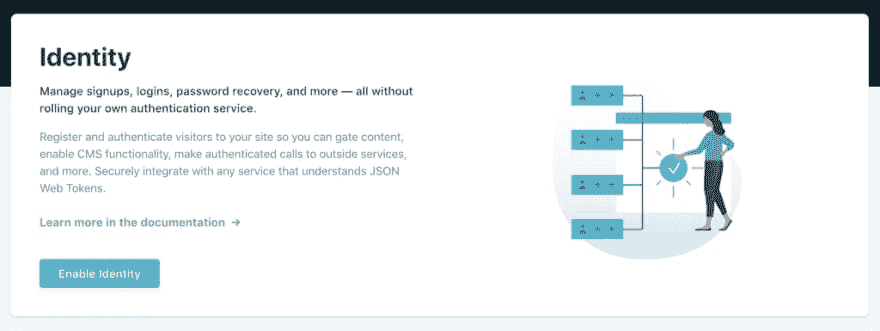 Identity
Manage signups, logins, password recovery, and more — all without
rolling your own authentication service.
Register and authenticate visitors to your site so you can gate content,
enable CMS functionality, make authenticated calls to outside services,
and more. Securely integrate with any service that understands JSON
Web Tokens.
Learn more in the documentation →
Enable Identity